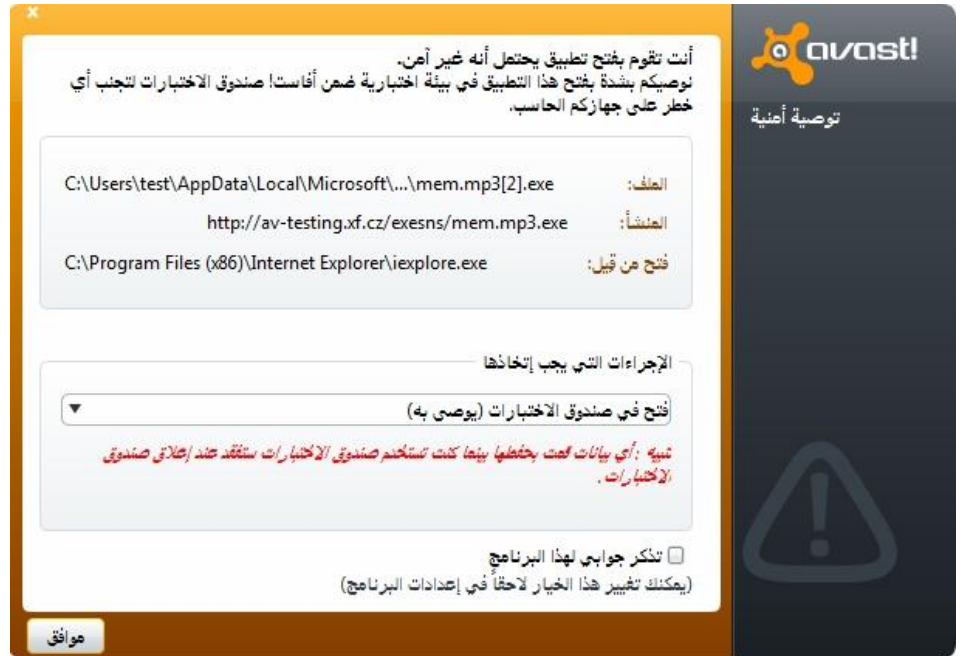 avast!
توصية أمنية
أنت تقوم بفتح تطبيق يحتمل أنه غير آمن.
نوصيكم بشدة بفتح هذا التطبيق في بيئة اختبارية ضمن أفاست! صندوق الاختبارات لتجنب أي
خطر على جهازكم الحاسب.
الملف: C:\Users\test\AppData\Local\Microsoft\...\mem.mp3[2].exe
المنشأ: http://av-testing.xf.cz/exesns/mem.mp3.exe
فتح من قِبل: C:\Program Files (x86)\Internet Explorer\iexplore.exe
الإجراءات التي يجب إتخاذها
فتح في صندوق الاختبارات (يوصى به)
تنبيه : أي بيانات قمت بحفظها بينما كنت تستخدم صندوق الاختبارات ستفقد عند إغلاق صندوق
الاختبارات .
تذكر جوابي لهذا البرنامج
(يمكنك تغيير هذا الخيار لاحقاً في إعدادات البرنامج)
موافق